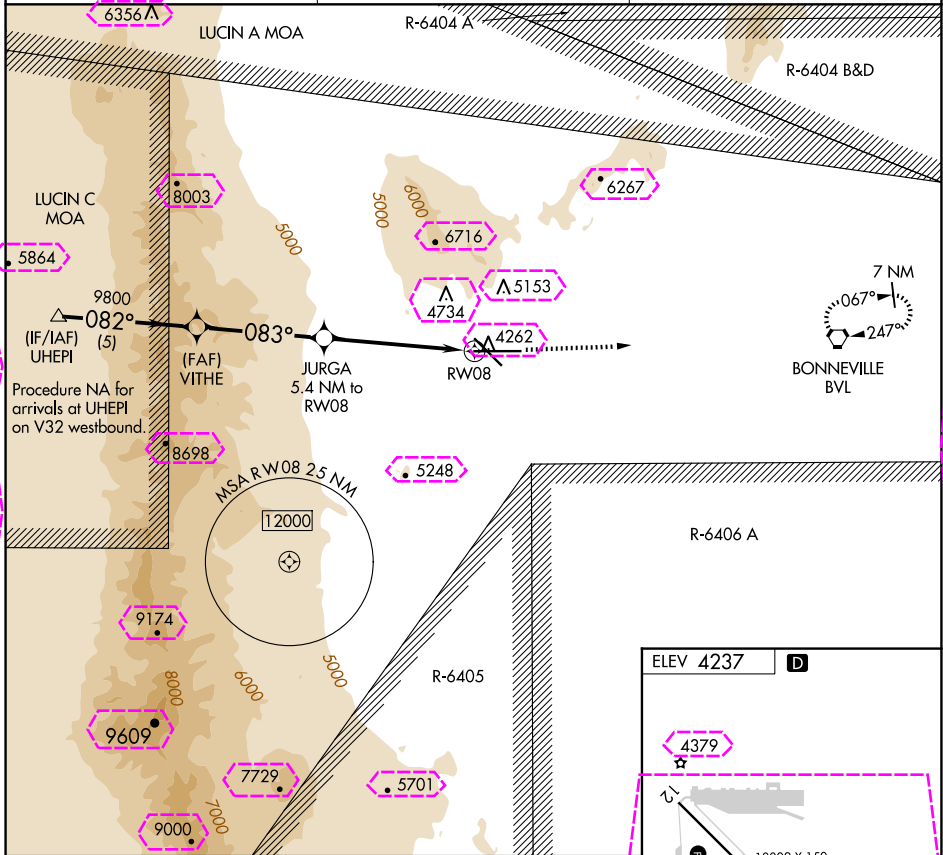 6356
LUCIN A MOA
R-6404 A
R-6404 B&D
8003
6267
LUCIN C
MOA
5000
5000
6000
6716
5864
7 NM
067°
247°
5153
4734
9800
082°
(5)
083°
4262
(IF/IAF)
UHEPI
(FAF)
VITHE
JURGA
5.4 NM to
RW08
RW08
BONNEVILLE
BVL
Procedure NA for
arrivals at UHEPI
on V32 westbound.
8698
5248
MSA RW08 25 NM
12000
R-6406 A
9174
8000
6000
5000
R-6405
ELEV 4237
D
9609
4379
7729
5701
7000
9000
12